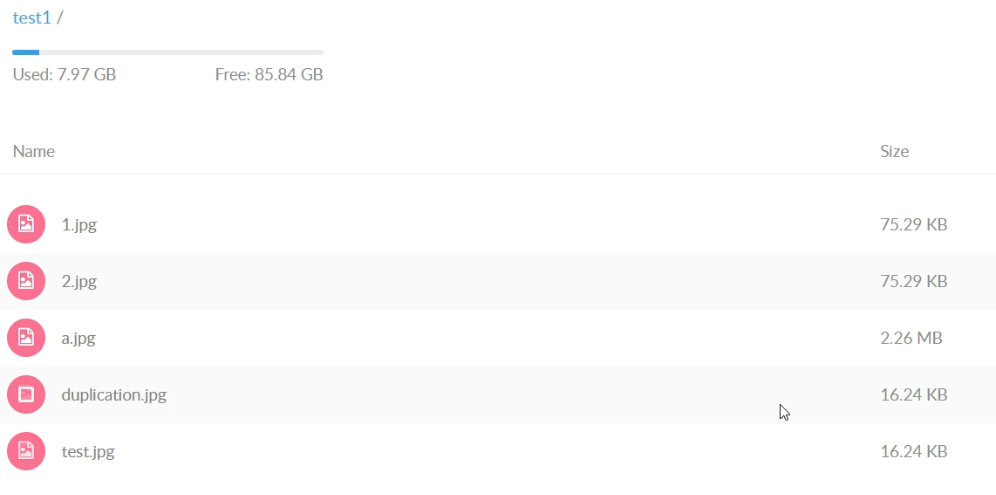 test1 /
Used: 7.97 GB Free: 85.84 GB
Name Size
1.jpg 75.29 KB
2.jpg 75.29 KB
a.jpg 2.26 MB
duplication.jpg 16.24 KB
test.jpg 16.24 KB